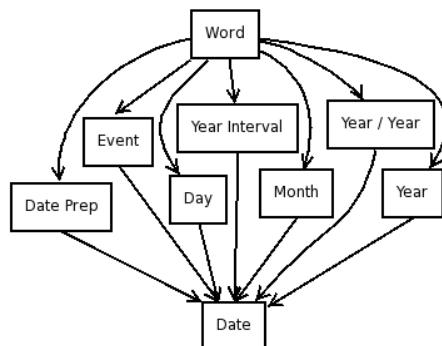 Word
Year / Year
Year Interval
Event
Date Prep
Day
Month
Year
Date